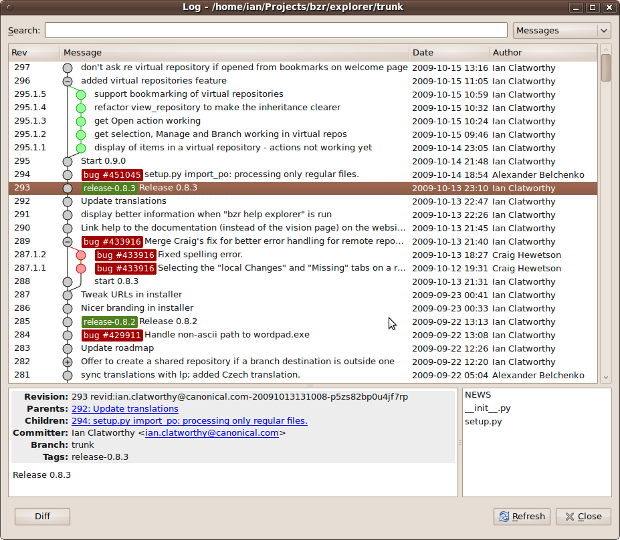 Log - /home/ian/Projects/bzr/explorer/trunk
Search: Messages
Rev Message Date Author
297 don't ask re virtual repository if opened from bookmarks on welcome page 2009-10-15 13:16 Ian Clatworthy
296 added virtual repositories feature 2009-10-15 11:05 Ian Clatworthy
295.1.5 support bookmarking of virtual repositories 2009-10-15 10:59 Ian Clatworthy
295.1.4 refactor view_repository to make the inheritance clearer 2009-10-15 10:32 Ian Clatworthy
295.1.3 get Open action working 2009-10-15 10:24 Ian Clatworthy
295.1.2 get selection, Manage and Branch working in virtual repos 2009-10-15 09:46 Ian Clatworthy
295.1.1 display of items in a virtual repository - actions not working yet 2009-10-14 23:05 Ian Clatworthy
295 Start 0.9.0 2009-10-14 21:48 Ian Clatworthy
294 bug #451045 setup.py import_po: processing only regular files. 2009-10-14 18:54 Alexander Belchenko
293 release-0.8.3 Release 0.8.3 2009-10-13 23:10 Ian Clatworthy
292 Update translations 2009-10-13 22:47 Ian Clatworthy
291 display better information when "bzr help explorer" is run 2009-10-13 22:26 Ian Clatworthy
290 Link help to the documentation (instead of the vision page) on the websi... 2009-10-13 21:45 Ian Clatworthy
289 bug #433916 Merge Craig's fix for better error handling for remote repo... 2009-10-13 21:40 Ian Clatworthy
287.1.2 bug #433916 Fixed spelling error. 2009-10-13 18:27 Craig Hewetson
287.1.1 bug #433916 Selecting the "local Changes" and "Missing" tabs on a r... 2009-10-12 19:31 Craig Hewetson
288 start 0.8.3 2009-10-13 21:31 Ian Clatworthy
287 Tweak URLs in installer 2009-09-23 00:41 Ian Clatworthy
286 Nicer branding in installer 2009-09-23 00:33 Ian Clatworthy
285 release-0.8.2 Release 0.8.2 2009-09-22 13:13 Ian Clatworthy
284 bug #429911 Handle non-ascii path to wordpad.exe 2009-09-22 13:08 Ian Clatworthy
283 Update roadmap 2009-09-22 12:26 Ian Clatworthy
282 Offer to create a shared repository if a branch destination is outside one 2009-09-22 12:20 Ian Clatworthy
281 sync translations with lp; added Czech translation. 2009-09-22 05:04 Alexander Belchenko
Revision: 293 revid:ian.clatworthy@canonical.com-20091013131008-p5zs82bp0u4jf7rp
Parents: 292: Update translations
Children: 294: setup.py import_po: processing only regular files.
Committer: Ian Clatworthy <ian.clatworthy@canonical.com>
Branch: trunk
Tags: release-0.8.3
Release 0.8.3
NEWS
__init__.py
setup.py
Diff Refresh Close